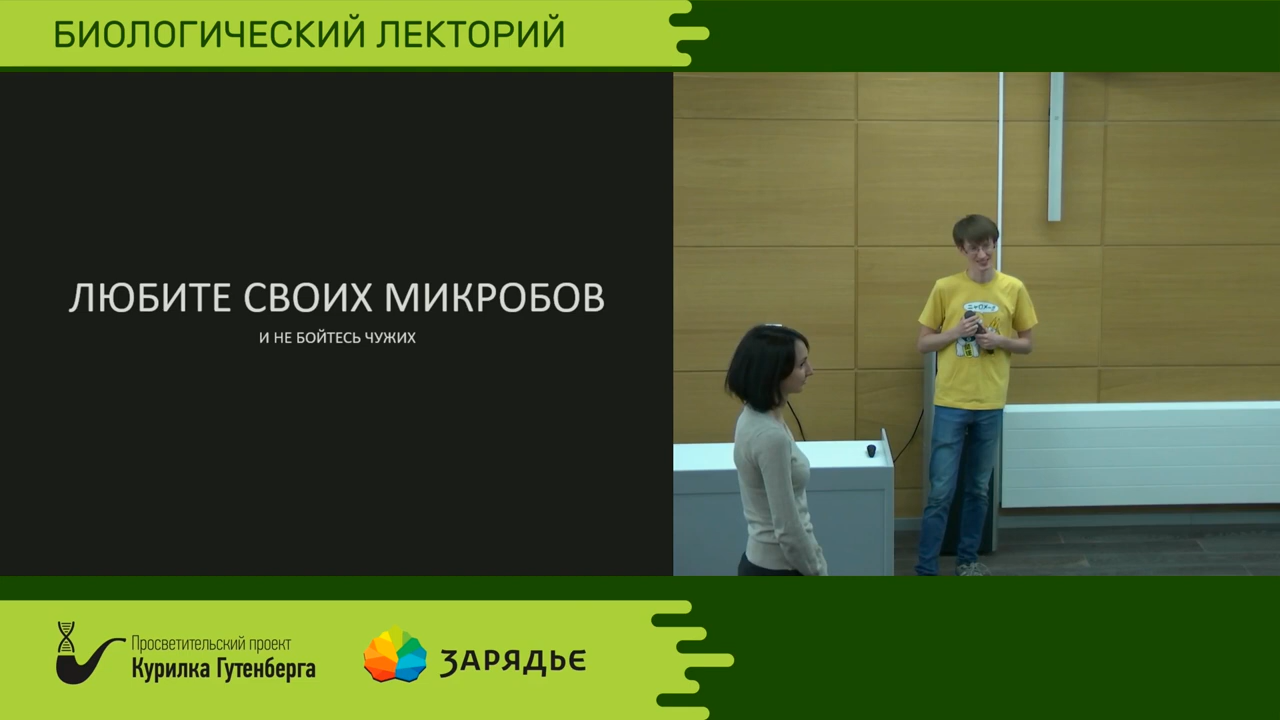 БИОЛОГИЧЕСКИЙ ЛЕКТОРИЙ
ЛЮБИТЕ СВОИХ МИКРОБОВ
И НЕ БОЙТЕСЬ ЧУЖИХ
Просветительский проект
Курилка Гутенберга
ЗАРЯДЬЕ